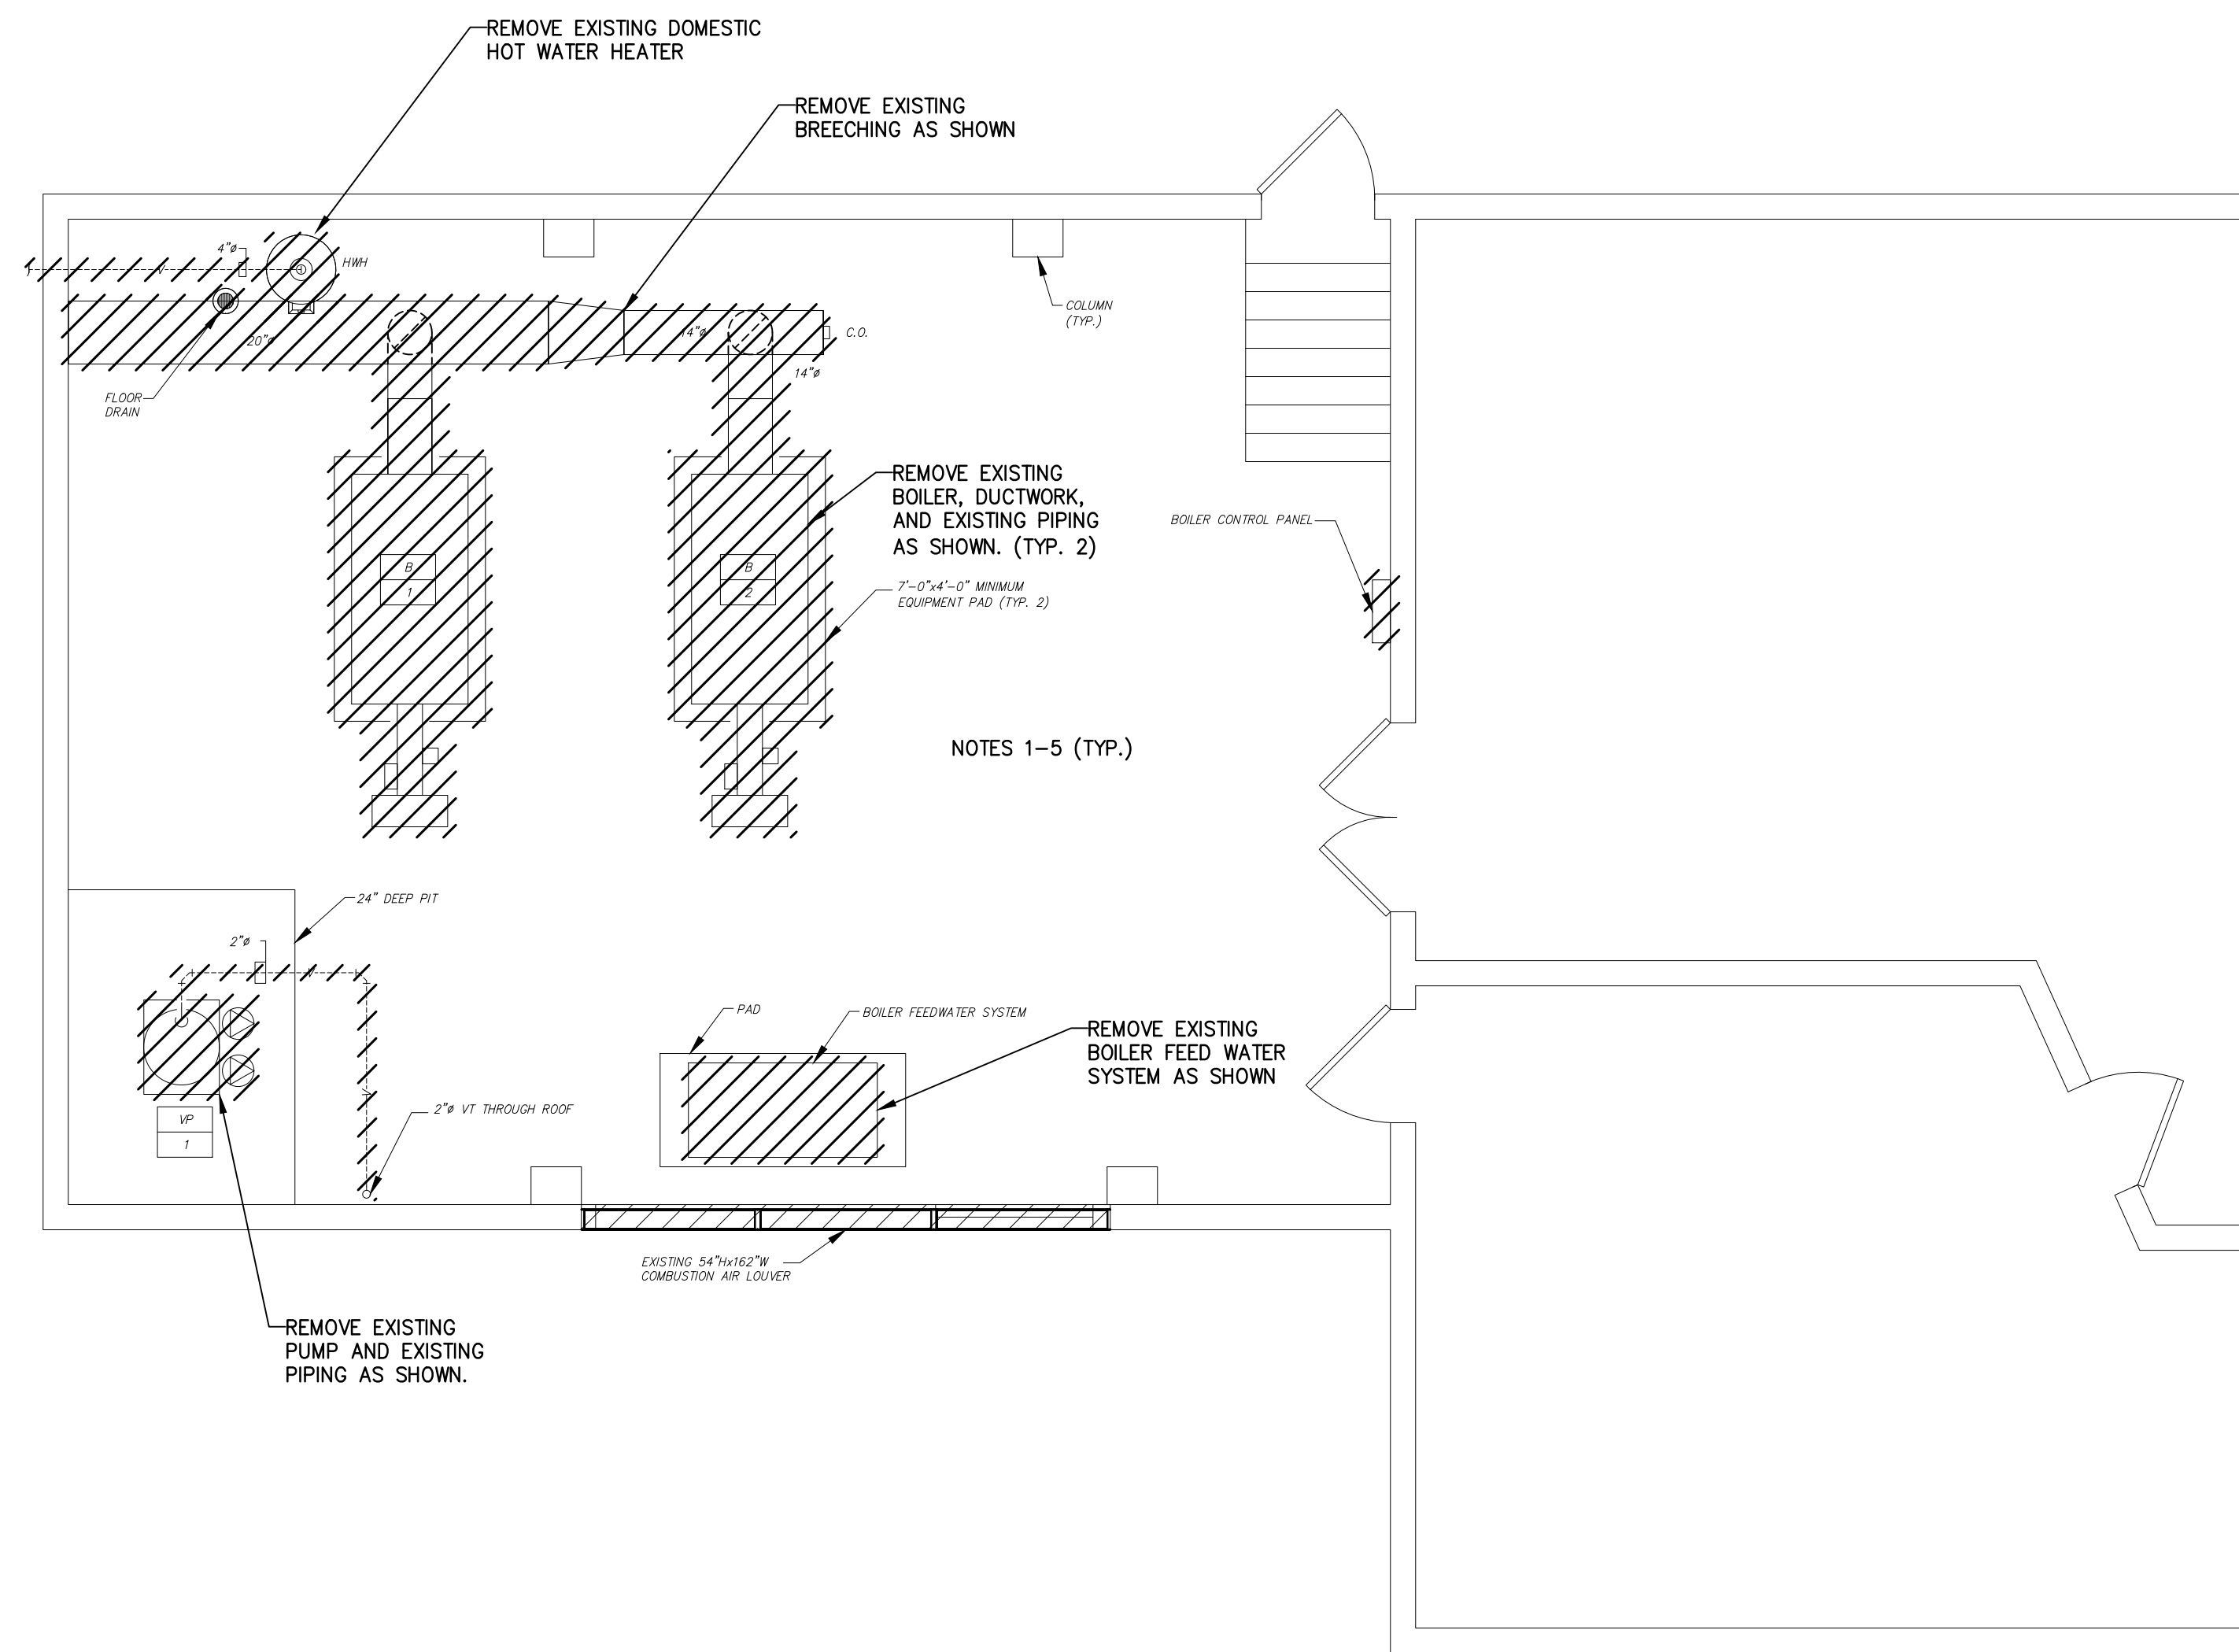 REMOVE EXISTING DOMESTIC
HOT WATER HEATER
REMOVE EXISTING
BREECHING AS SHOWN
4"ø
HWH
V
20"ø
14"ø
C.O.
14"ø
COLUMN
(TYP.)
FLOOR
DRAIN
REMOVE EXISTING
BOILER, DUCTWORK,
AND EXISTING PIPING
AS SHOWN. (TYP. 2)
BOILER CONTROL PANEL
B
1
B
2
7'-0"x4'-0" MINIMUM
EQUIPMENT PAD (TYP. 2)
NOTES 1-5 (TYP.)
24" DEEP PIT
2"ø
V
PAD
BOILER FEEDWATER SYSTEM
REMOVE EXISTING
BOILER FEED WATER
SYSTEM AS SHOWN
V
2"ø VT THROUGH ROOF
VP
1
EXISTING 54"Hx162"W
COMBUSTION AIR LOUVER
REMOVE EXISTING
PUMP AND EXISTING
PIPING AS SHOWN.